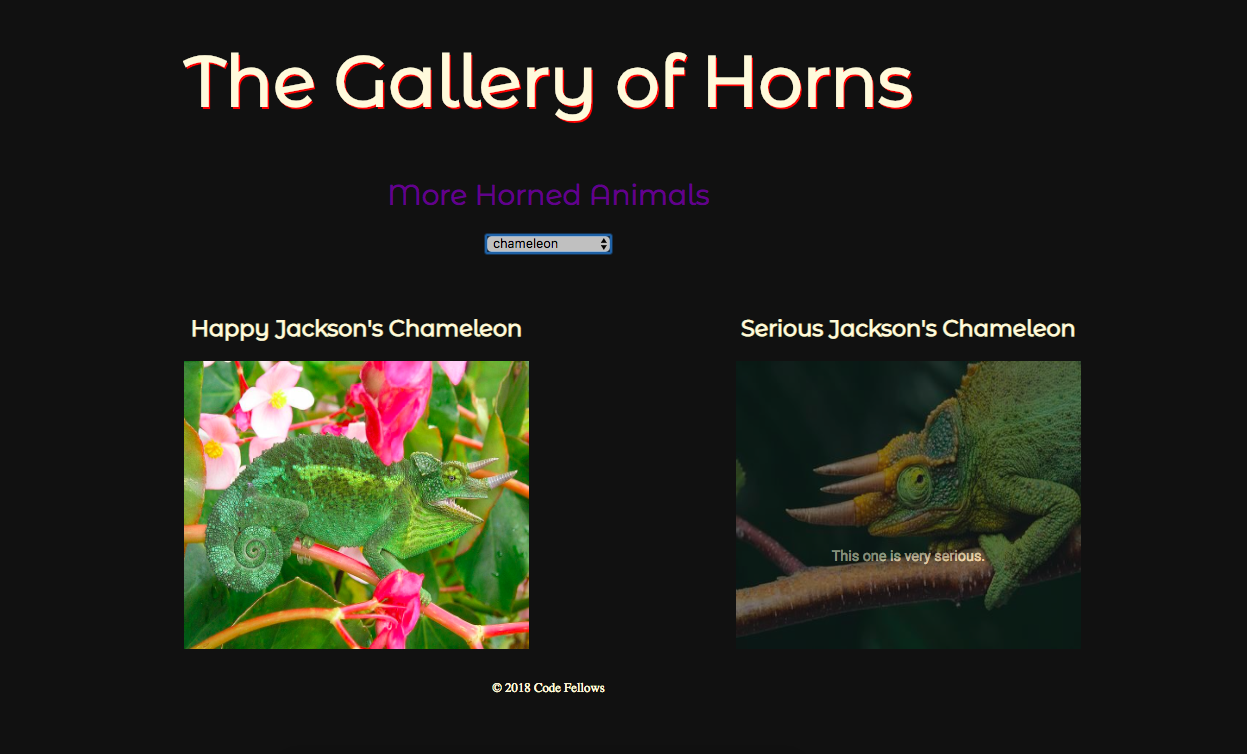 The Gallery of Horns
More Horned Animals
chameleon
Happy Jackson's Chameleon
Serious Jackson's Chameleon
This one is very serious.
© 2018 Code Fellows